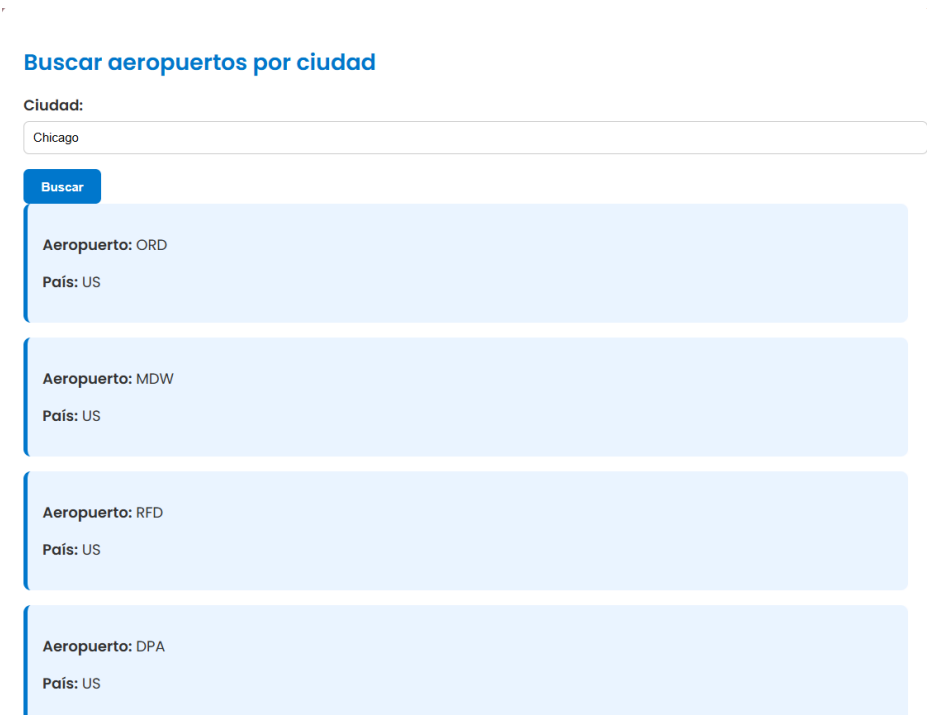 Buscar aeropuertos por ciudad
Ciudad:
Chicago
Buscar
Aeropuerto: ORD
País: US
Aeropuerto: MDW
País: US
Aeropuerto: RFD
País: US
Aeropuerto: DPA
País: US